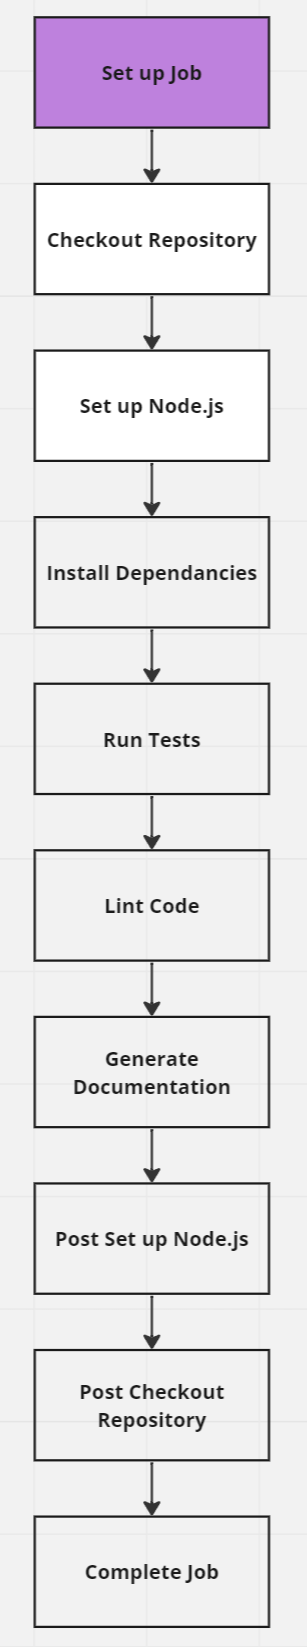 Set up Job
Checkout Repository
Set up Node.js
Install Dependancies
Run Tests
Lint Code
Generate
Documentation
Post Set up Node.js
Post Checkout
Repository
Complete Job